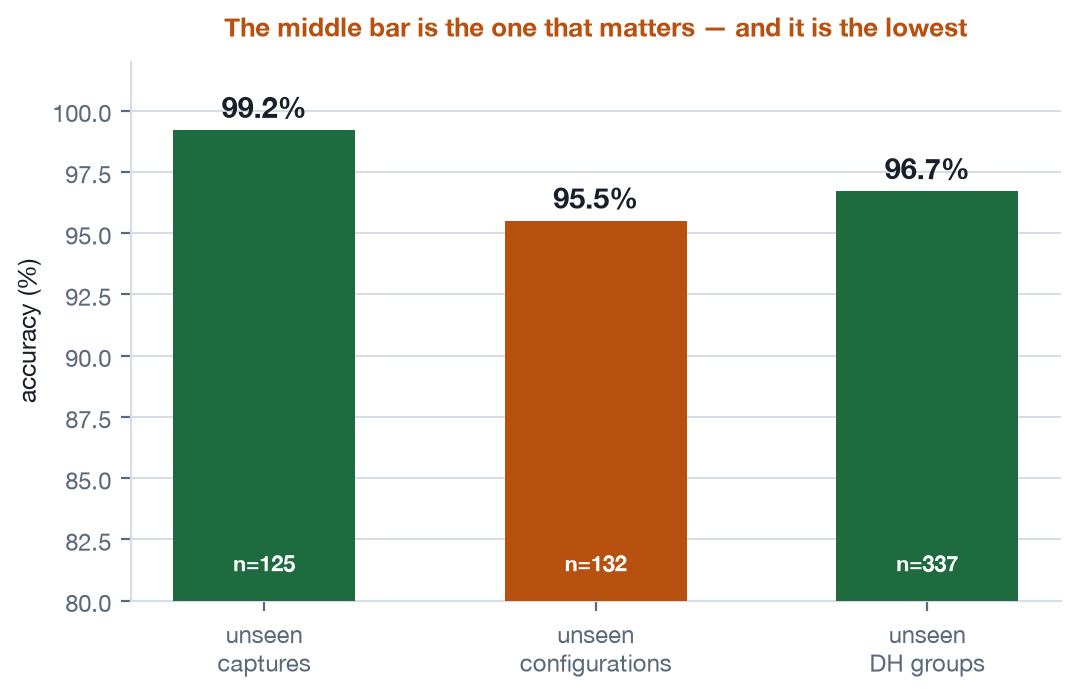 The middle bar is the one that matters — and it is the lowest
99.2%
95.5%
96.7%
100.0
97.5
95.0
92.5
90.0
87.5
85.0
82.5
80.0
accuracy (%)
n=125
n=132
n=337
unseen
captures
unseen
configurations
unseen
DH groups